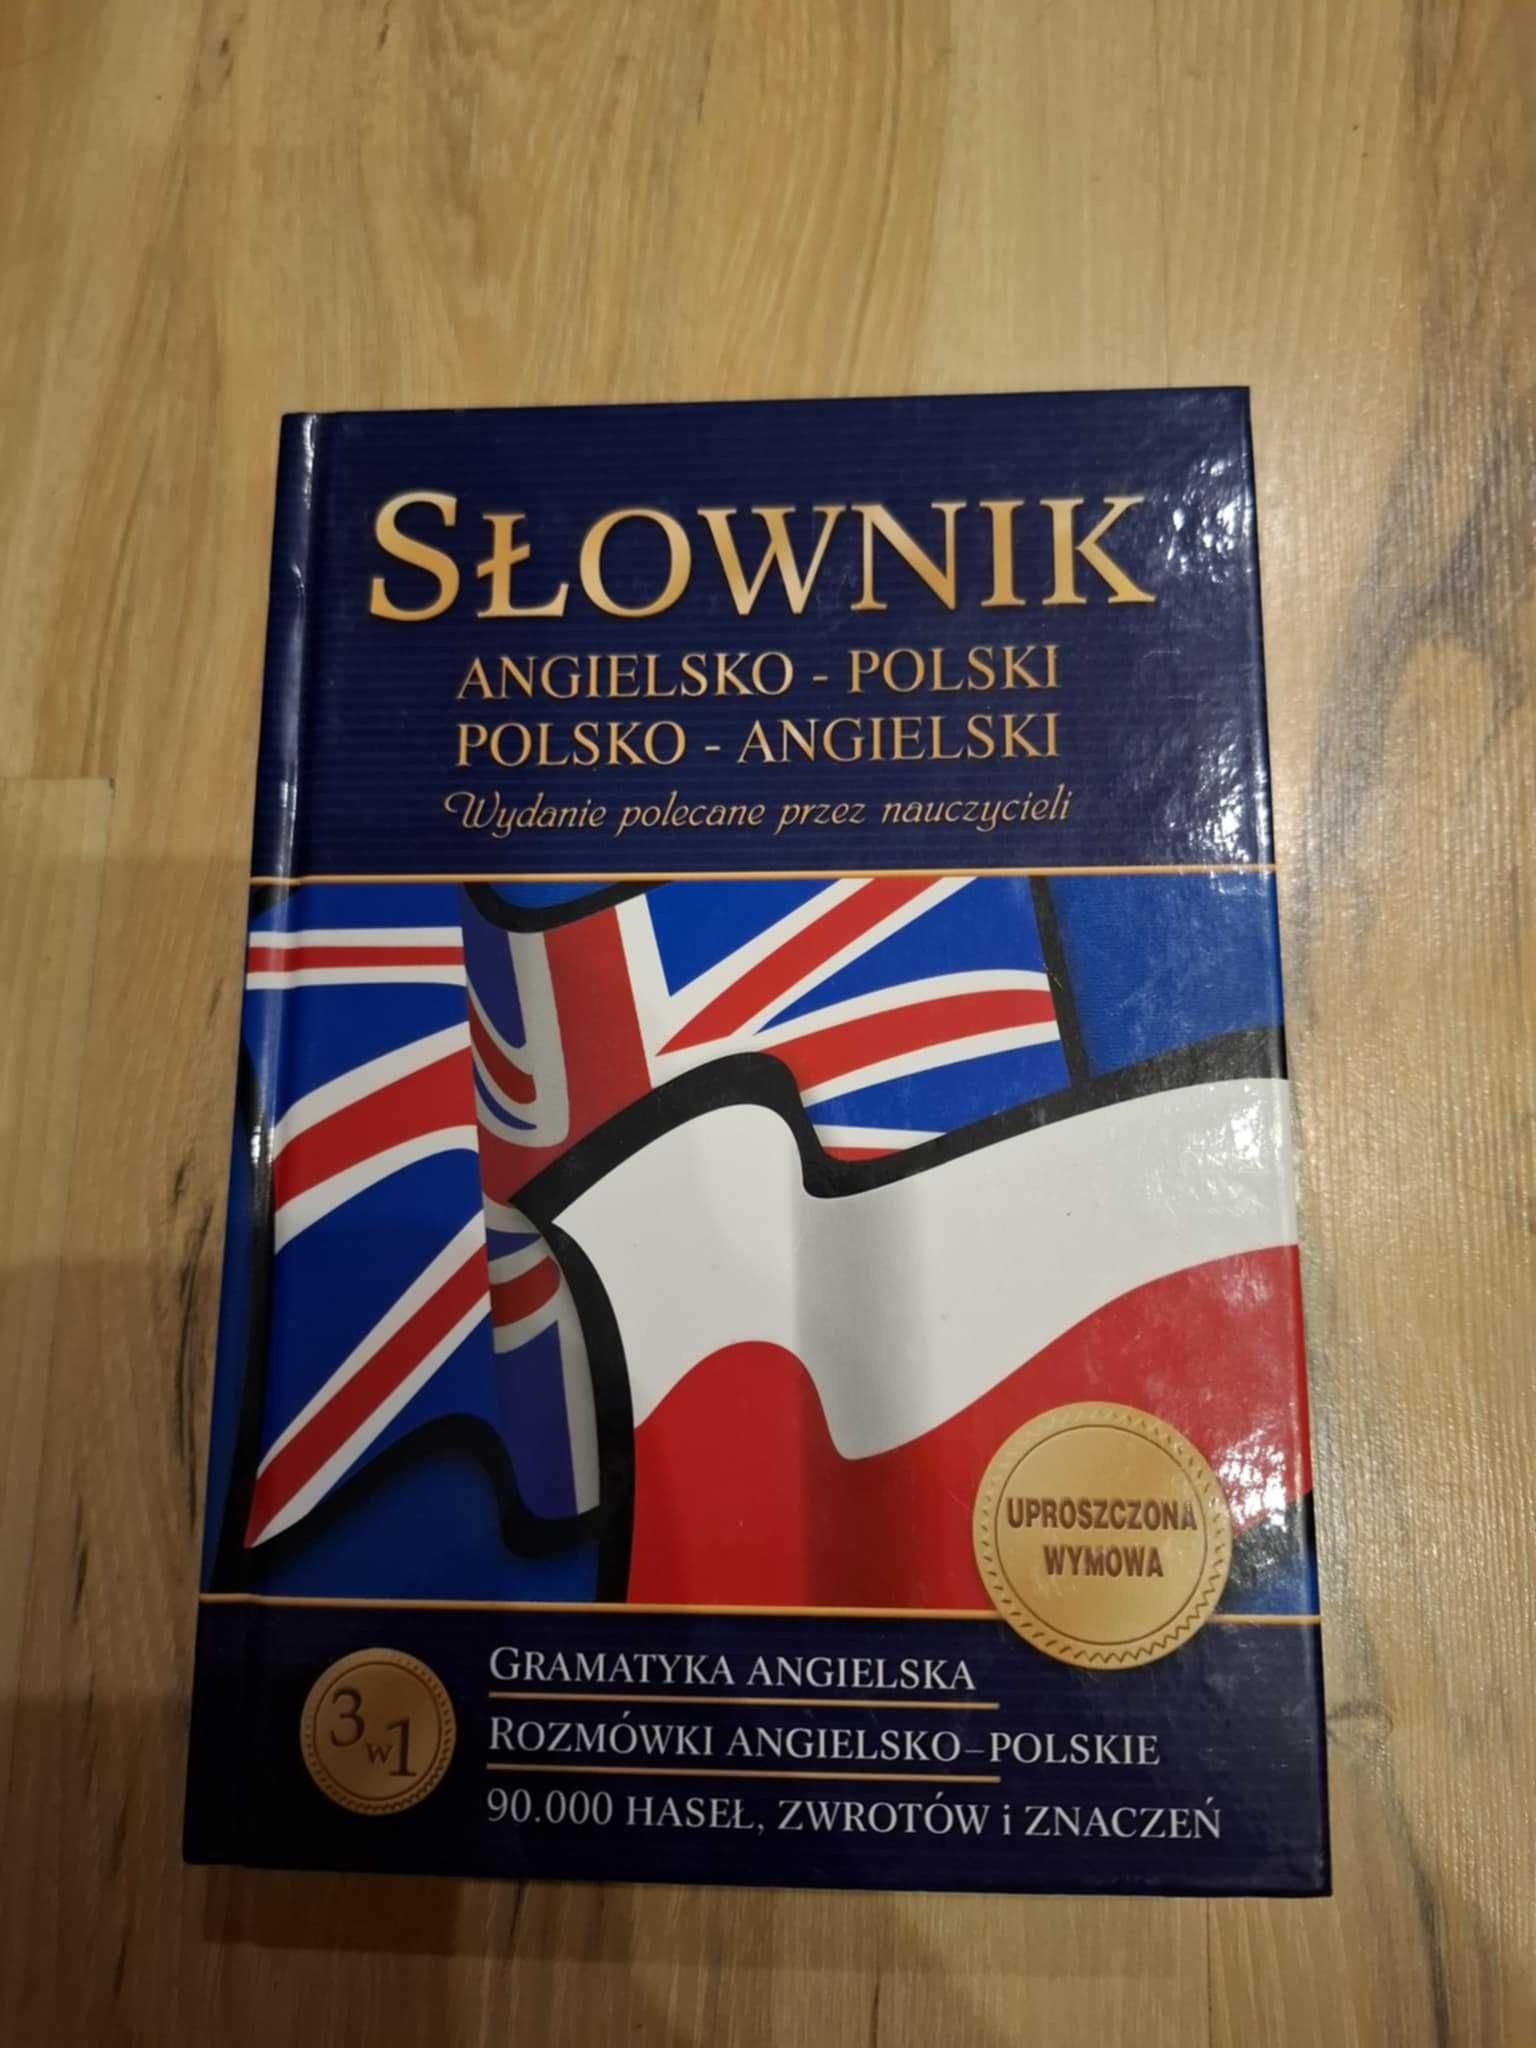 SŁOWNIK
ANGIELSKO - POLSKI
POLSKO - ANGIELSKI
Wydanie polecane przez nauczycieli
UPROSZCZONA
WYMOWA
3 w 1
GRAMATYKA ANGIELSKA
ROZMÓWKI ANGIELSKO–POLSKIE
90.000 HASEŁ, ZWROTÓW i ZNACZEŃ